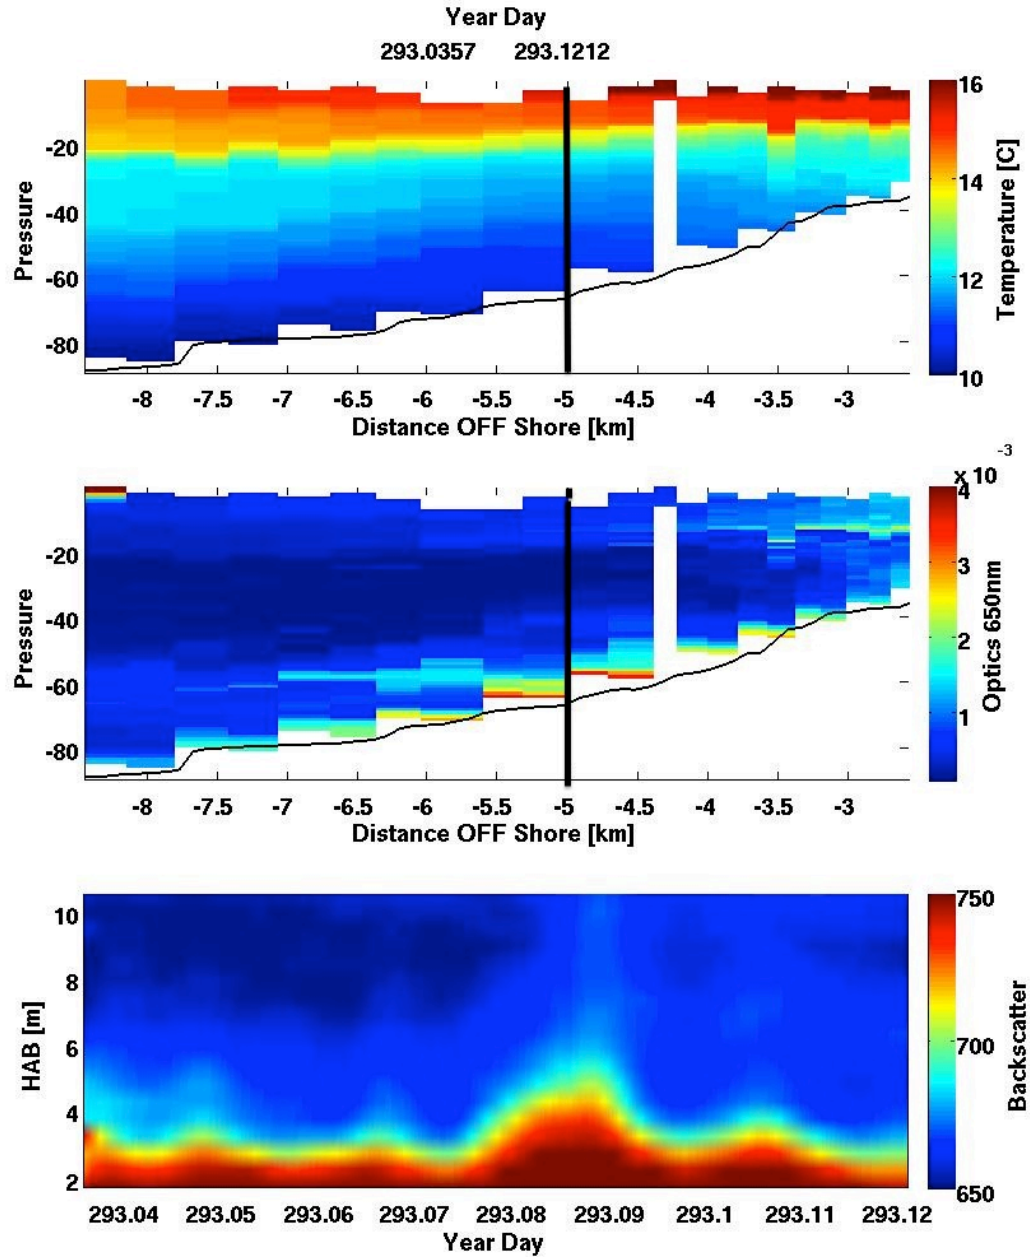 Year Day
293.0357 293.1212
16
14
12
10
Temperature [C]
-20
-40
-60
-80
Pressure
-8 -7.5 -7 -6.5 -6 -5.5 -5 -4.5 -4 -3.5 -3
Distance OFF Shore [km]
x 10
-3
4
3
2
1
Optics 650nm
-20
-40
-60
-80
Pressure
-8 -7.5 -7 -6.5 -6 -5.5 -5 -4.5 -4 -3.5 -3
Distance OFF Shore [km]
10
8
6
4
2
HAB [m]
750
700
650
Backscatter
293.04 293.05 293.06 293.07 293.08 293.09 293.1 293.11 293.12
Year Day